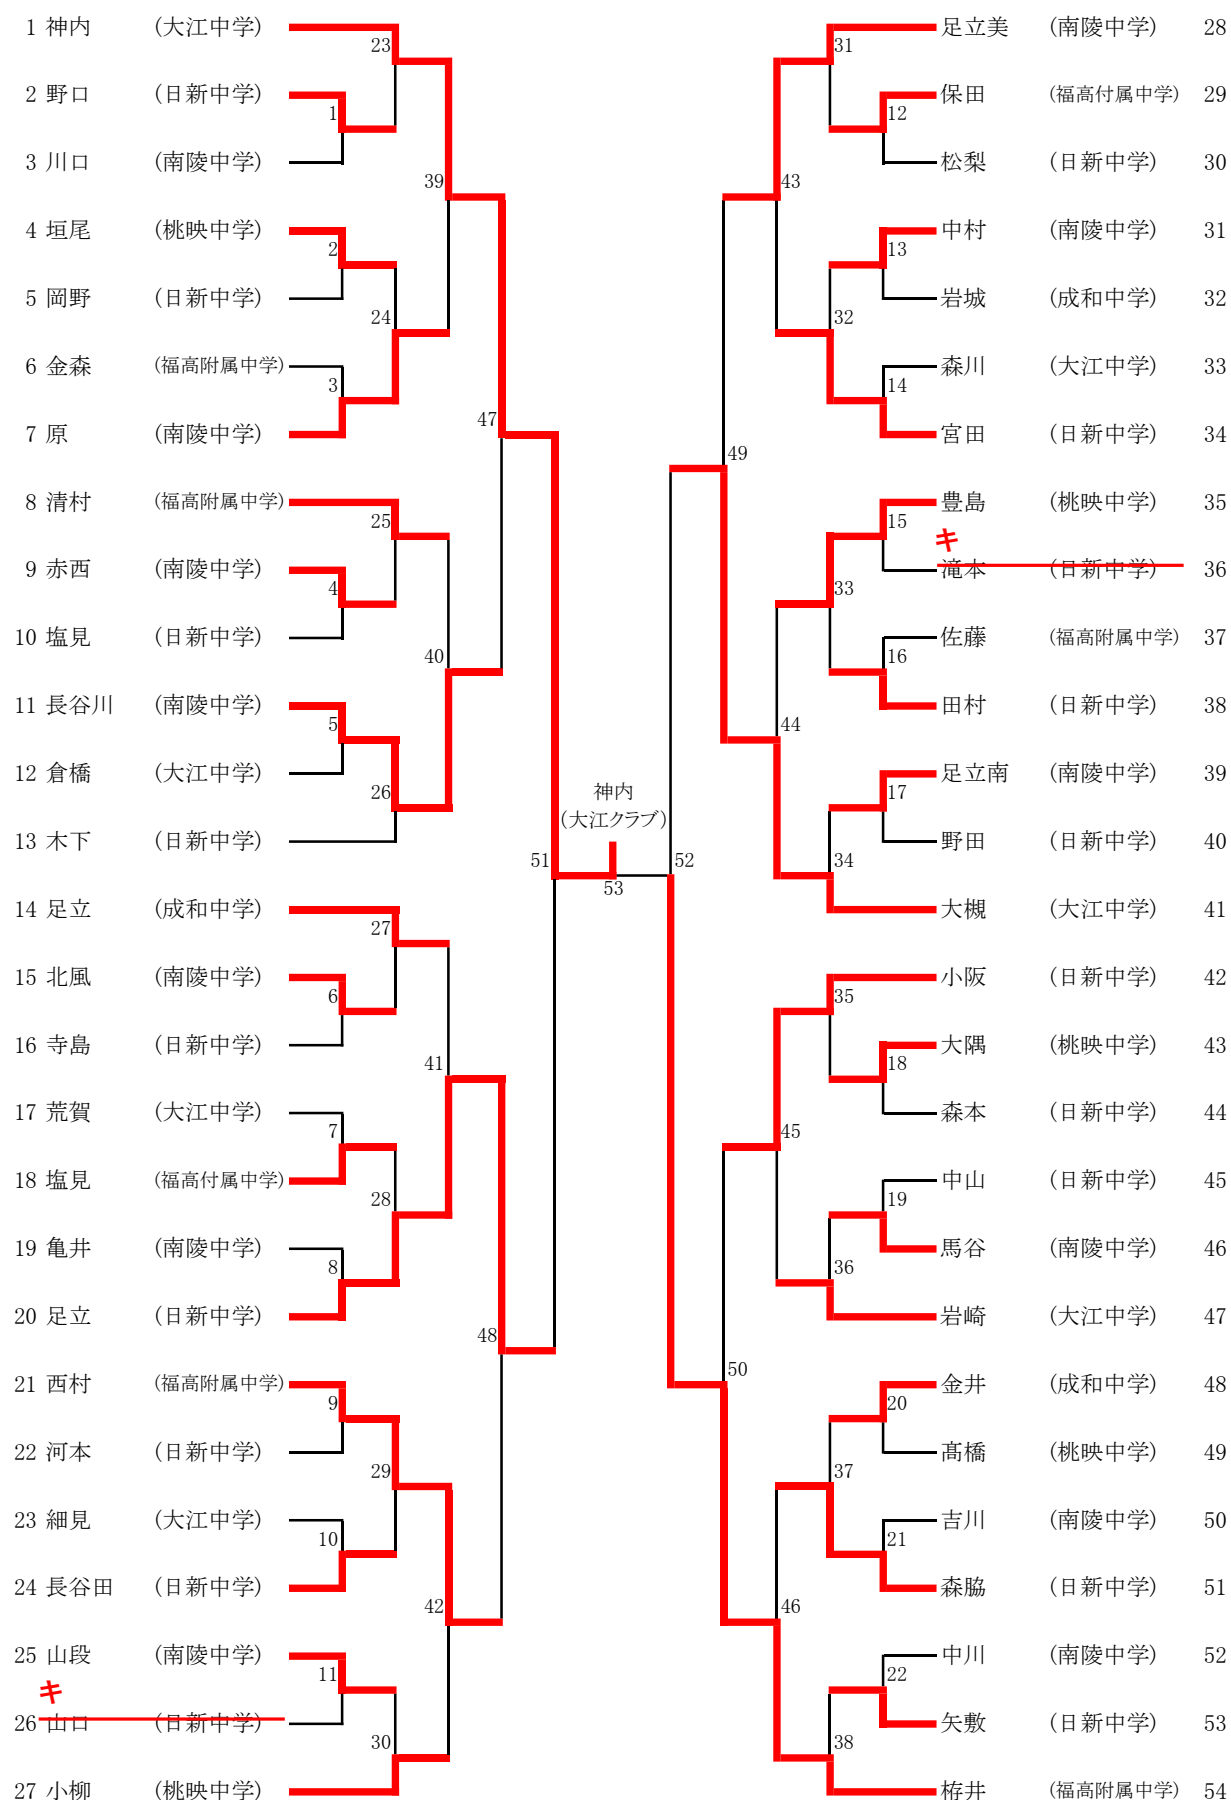 1 神内 (大江中学)
2 野口 (日新中学)
3 川口 (南陵中学)
4 垣尾 (桃映中学)
5 岡野 (日新中学)
6 金森 (福高附属中学)
7 原 (南陵中学)
8 清村 (福高附属中学)
9 赤西 (南陵中学)
10 塩見 (日新中学)
11 長谷川 (南陵中学)
12 倉橋 (大江中学)
13 木下 (日新中学)
14 足立 (成和中学)
15 北風 (南陵中学)
16 寺島 (日新中学)
17 荒賀 (大江中学)
18 塩見 (福高付属中学)
19 亀井 (南陵中学)
20 足立 (日新中学)
21 西村 (福高附属中学)
22 河本 (日新中学)
23 細見 (大江中学)
24 長谷田 (日新中学)
25 山段 (南陵中学)
キ
26 山口 (日新中学)
27 小柳 (桃映中学)
1
2
3
4
5
6
7
8
9
10
11
23
24
25
26
27
28
29
30
39
40
41
42
47
48
51
神内
(大江クラブ)
53
52
49
50
43
44
45
46
31
32
33
34
35
36
37
38
12
13
14
15
16
17
18
19
20
21
22
足立美 (南陵中学) 28
保田 (福高付属中学) 29
松梨 (日新中学) 30
中村 (南陵中学) 31
岩城 (成和中学) 32
森川 (大江中学) 33
宮田 (日新中学) 34
豊島 (桃映中学) 35
キ
滝本 (日新中学) 36
佐藤 (福高附属中学) 37
田村 (日新中学) 38
足立南 (南陵中学) 39
野田 (日新中学) 40
大槻 (大江中学) 41
小阪 (日新中学) 42
大隅 (桃映中学) 43
森本 (日新中学) 44
中山 (日新中学) 45
馬谷 (南陵中学) 46
岩崎 (大江中学) 47
金井 (成和中学) 48
髙橋 (桃映中学) 49
吉川 (南陵中学) 50
森脇 (日新中学) 51
中川 (南陵中学) 52
矢敷 (日新中学) 53
栫井 (福高附属中学) 54